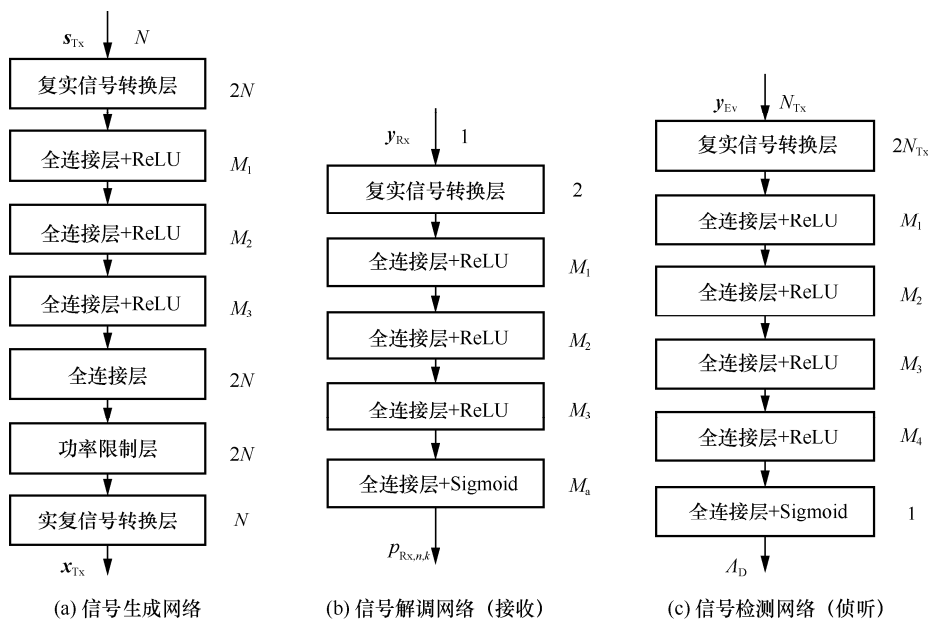 s_Tx N
复实信号转换层 2N
全连接层+ReLU M_1
全连接层+ReLU M_2
全连接层+ReLU M_3
全连接层 2N
功率限制层 2N
实复信号转换层 N
x_Tx
(a) 信号生成网络
y_Rx 1
复实信号转换层 2
全连接层+ReLU M_1
全连接层+ReLU M_2
全连接层+ReLU M_3
全连接层+Sigmoid M_a
p_Rx,n,k
(b) 信号解调网络（接收）
y_Ev N_Tx
复实信号转换层 2N_Tx
全连接层+ReLU M_1
全连接层+ReLU M_2
全连接层+ReLU M_3
全连接层+ReLU M_4
全连接层+Sigmoid 1
Λ_D
(c) 信号检测网络（侦听）